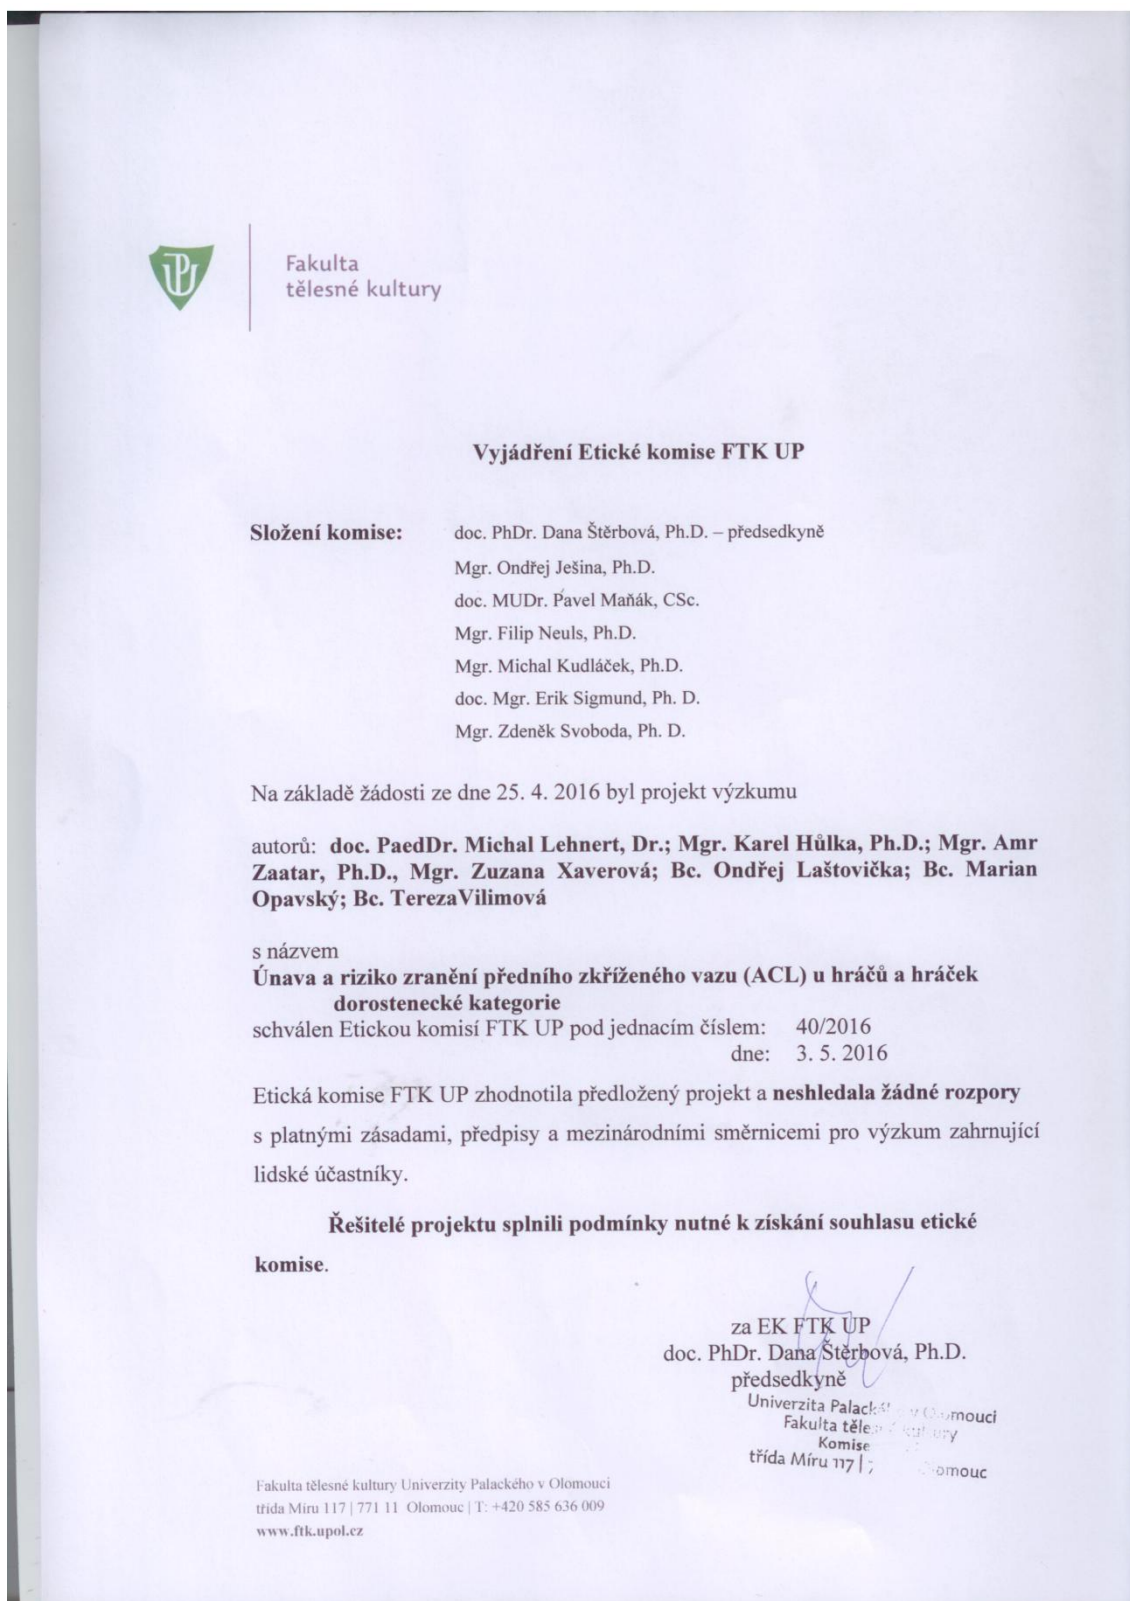 UP
Fakulta
tělesné kultury
Vyjádření Etické komise FTK UP
Složení komise: doc. PhDr. Dana Štěrbová, Ph.D. – předsedkyně
Mgr. Ondřej Ješina, Ph.D.
doc. MUDr. Pavel Maňák, CSc.
Mgr. Filip Neuls, Ph.D.
Mgr. Michal Kudláček, Ph.D.
doc. Mgr. Erik Sigmund, Ph. D.
Mgr. Zdeněk Svoboda, Ph. D.
Na základě žádosti ze dne 25. 4. 2016 byl projekt výzkumu
autorů: doc. PaedDr. Michal Lehnert, Dr.; Mgr. Karel Hůlka, Ph.D.; Mgr. Amr
Zaatar, Ph.D., Mgr. Zuzana Xaverová; Bc. Ondřej Laštovička; Bc. Marian
Opavský; Bc. TerezaVilimová
s názvem
Únava a riziko zranění předního zkříženého vazu (ACL) u hráčů a hráček
dorostenecké kategorie
schválen Etickou komisí FTK UP pod jednacím číslem: 40/2016
dne: 3. 5. 2016
Etická komise FTK UP zhodnotila předložený projekt a neshledala žádné rozpory
s platnými zásadami, předpisy a mezinárodními směrnicemi pro výzkum zahrnující
lidské účastníky.
Řešitelé projektu splnili podmínky nutné k získání souhlasu etické
komise.
za EK FTK UP
doc. PhDr. Dana Štěrbová, Ph.D.
předsedkyně
Univerzita v
Fakulta
Komise
třída Míru 117 |
Fakulta tělesné kultury Univerzity Palackého v Olomouci
třída Míru 117 | 771 11 Olomouc | T: +420 585 636 009
www.ftk.upol.cz